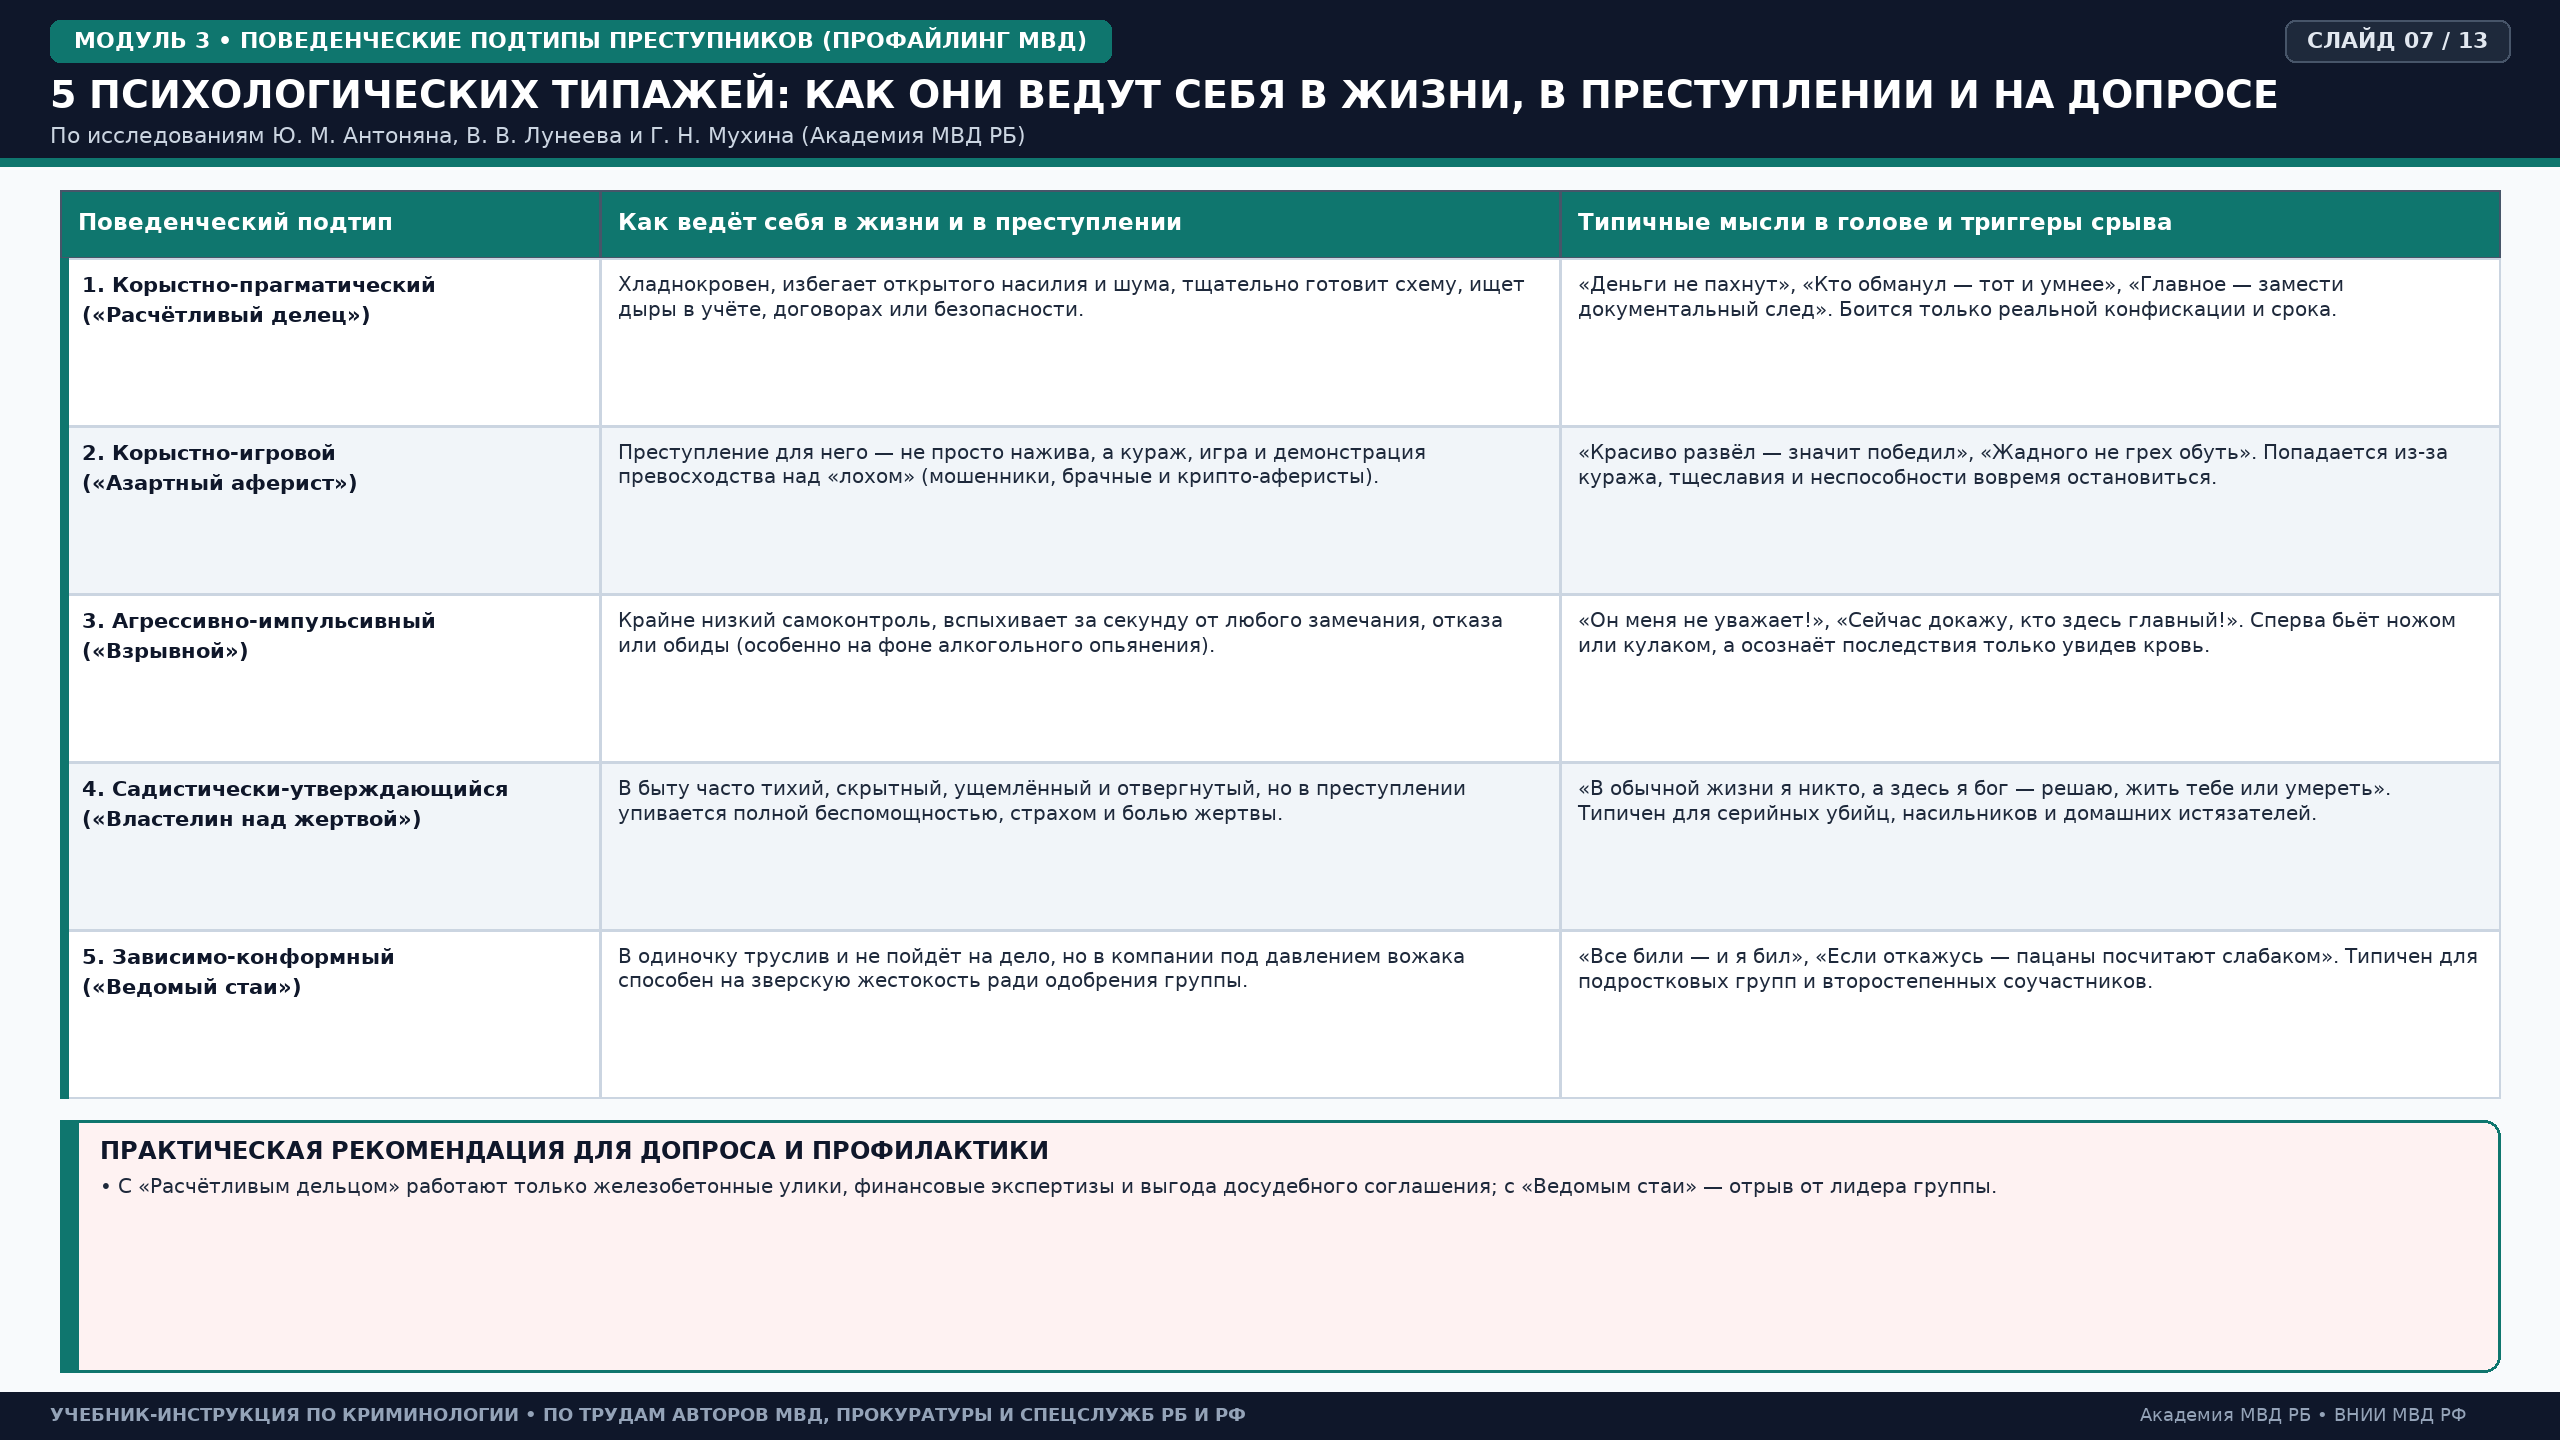 МОДУЛЬ 3 • ПОВЕДЕНЧЕСКИЕ ПОДТИПЫ ПРЕСТУПНИКОВ (ПРОФАЙЛИНГ МВД)
СЛАЙД 07 / 13
5 ПСИХОЛОГИЧЕСКИХ ТИПАЖЕЙ: КАК ОНИ ВЕДУТ СЕБЯ В ЖИЗНИ, В ПРЕСТУПЛЕНИИ И НА ДОПРОСЕ
По исследованиям Ю. М. Антоняна, В. В. Лунеева и Г. Н. Мухина (Академия МВД РБ)
Поведенческий подтип
Как ведёт себя в жизни и в преступлении
Типичные мысли в голове и триггеры срыва
1. Корыстно-прагматический
(«Расчётливый делец»)
Хладнокровен, избегает открытого насилия и шума, тщательно готовит схему, ищет
дыры в учёте, договорах или безопасности.
«Деньги не пахнут», «Кто обманул — тот и умнее», «Главное — замести
документальный след». Боится только реальной конфискации и срока.
2. Корыстно-игровой
(«Азартный аферист»)
Преступление для него — не просто нажива, а кураж, игра и демонстрация
превосходства над «лохом» (мошенники, брачные и крипто-аферисты).
«Красиво развёл — значит победил», «Жадного не грех обуть». Попадается из-за
куража, тщеславия и неспособности вовремя остановиться.
3. Агрессивно-импульсивный
(«Взрывной»)
Крайне низкий самоконтроль, вспыхивает за секунду от любого замечания, отказа
или обиды (особенно на фоне алкогольного опьянения).
«Он меня не уважает!», «Сейчас докажу, кто здесь главный!». Сперва бьёт ножом
или кулаком, а осознаёт последствия только увидев кровь.
4. Садистически-утверждающийся
(«Властелин над жертвой»)
В быту часто тихий, скрытный, ущемлённый и отвергнутый, но в преступлении
упивается полной беспомощностью, страхом и болью жертвы.
«В обычной жизни я никто, а здесь я бог — решаю, жить тебе или умереть».
Типичен для серийных убийц, насильников и домашних истязателей.
5. Зависимо-конформный
(«Ведомый стаи»)
В одиночку труслив и не пойдёт на дело, но в компании под давлением вожака
способен на зверскую жестокость ради одобрения группы.
«Все били — и я бил», «Если откажусь — пацаны посчитают слабаком». Типичен для
подростковых групп и второстепенных соучастников.
ПРАКТИЧЕСКАЯ РЕКОМЕНДАЦИЯ ДЛЯ ДОПРОСА И ПРОФИЛАКТИКИ
• С «Расчётливым дельцом» работают только железобетонные улики, финансовые экспертизы и выгода досудебного соглашения; с «Ведомым стаи» — отрыв от лидера группы.
УЧЕБНИК-ИНСТРУКЦИЯ ПО КРИМИНОЛОГИИ • ПО ТРУДАМ АВТОРОВ МВД, ПРОКУРАТУРЫ И СПЕЦСЛУЖБ РБ И РФ
Академия МВД РБ • ВНИИ МВД РФ